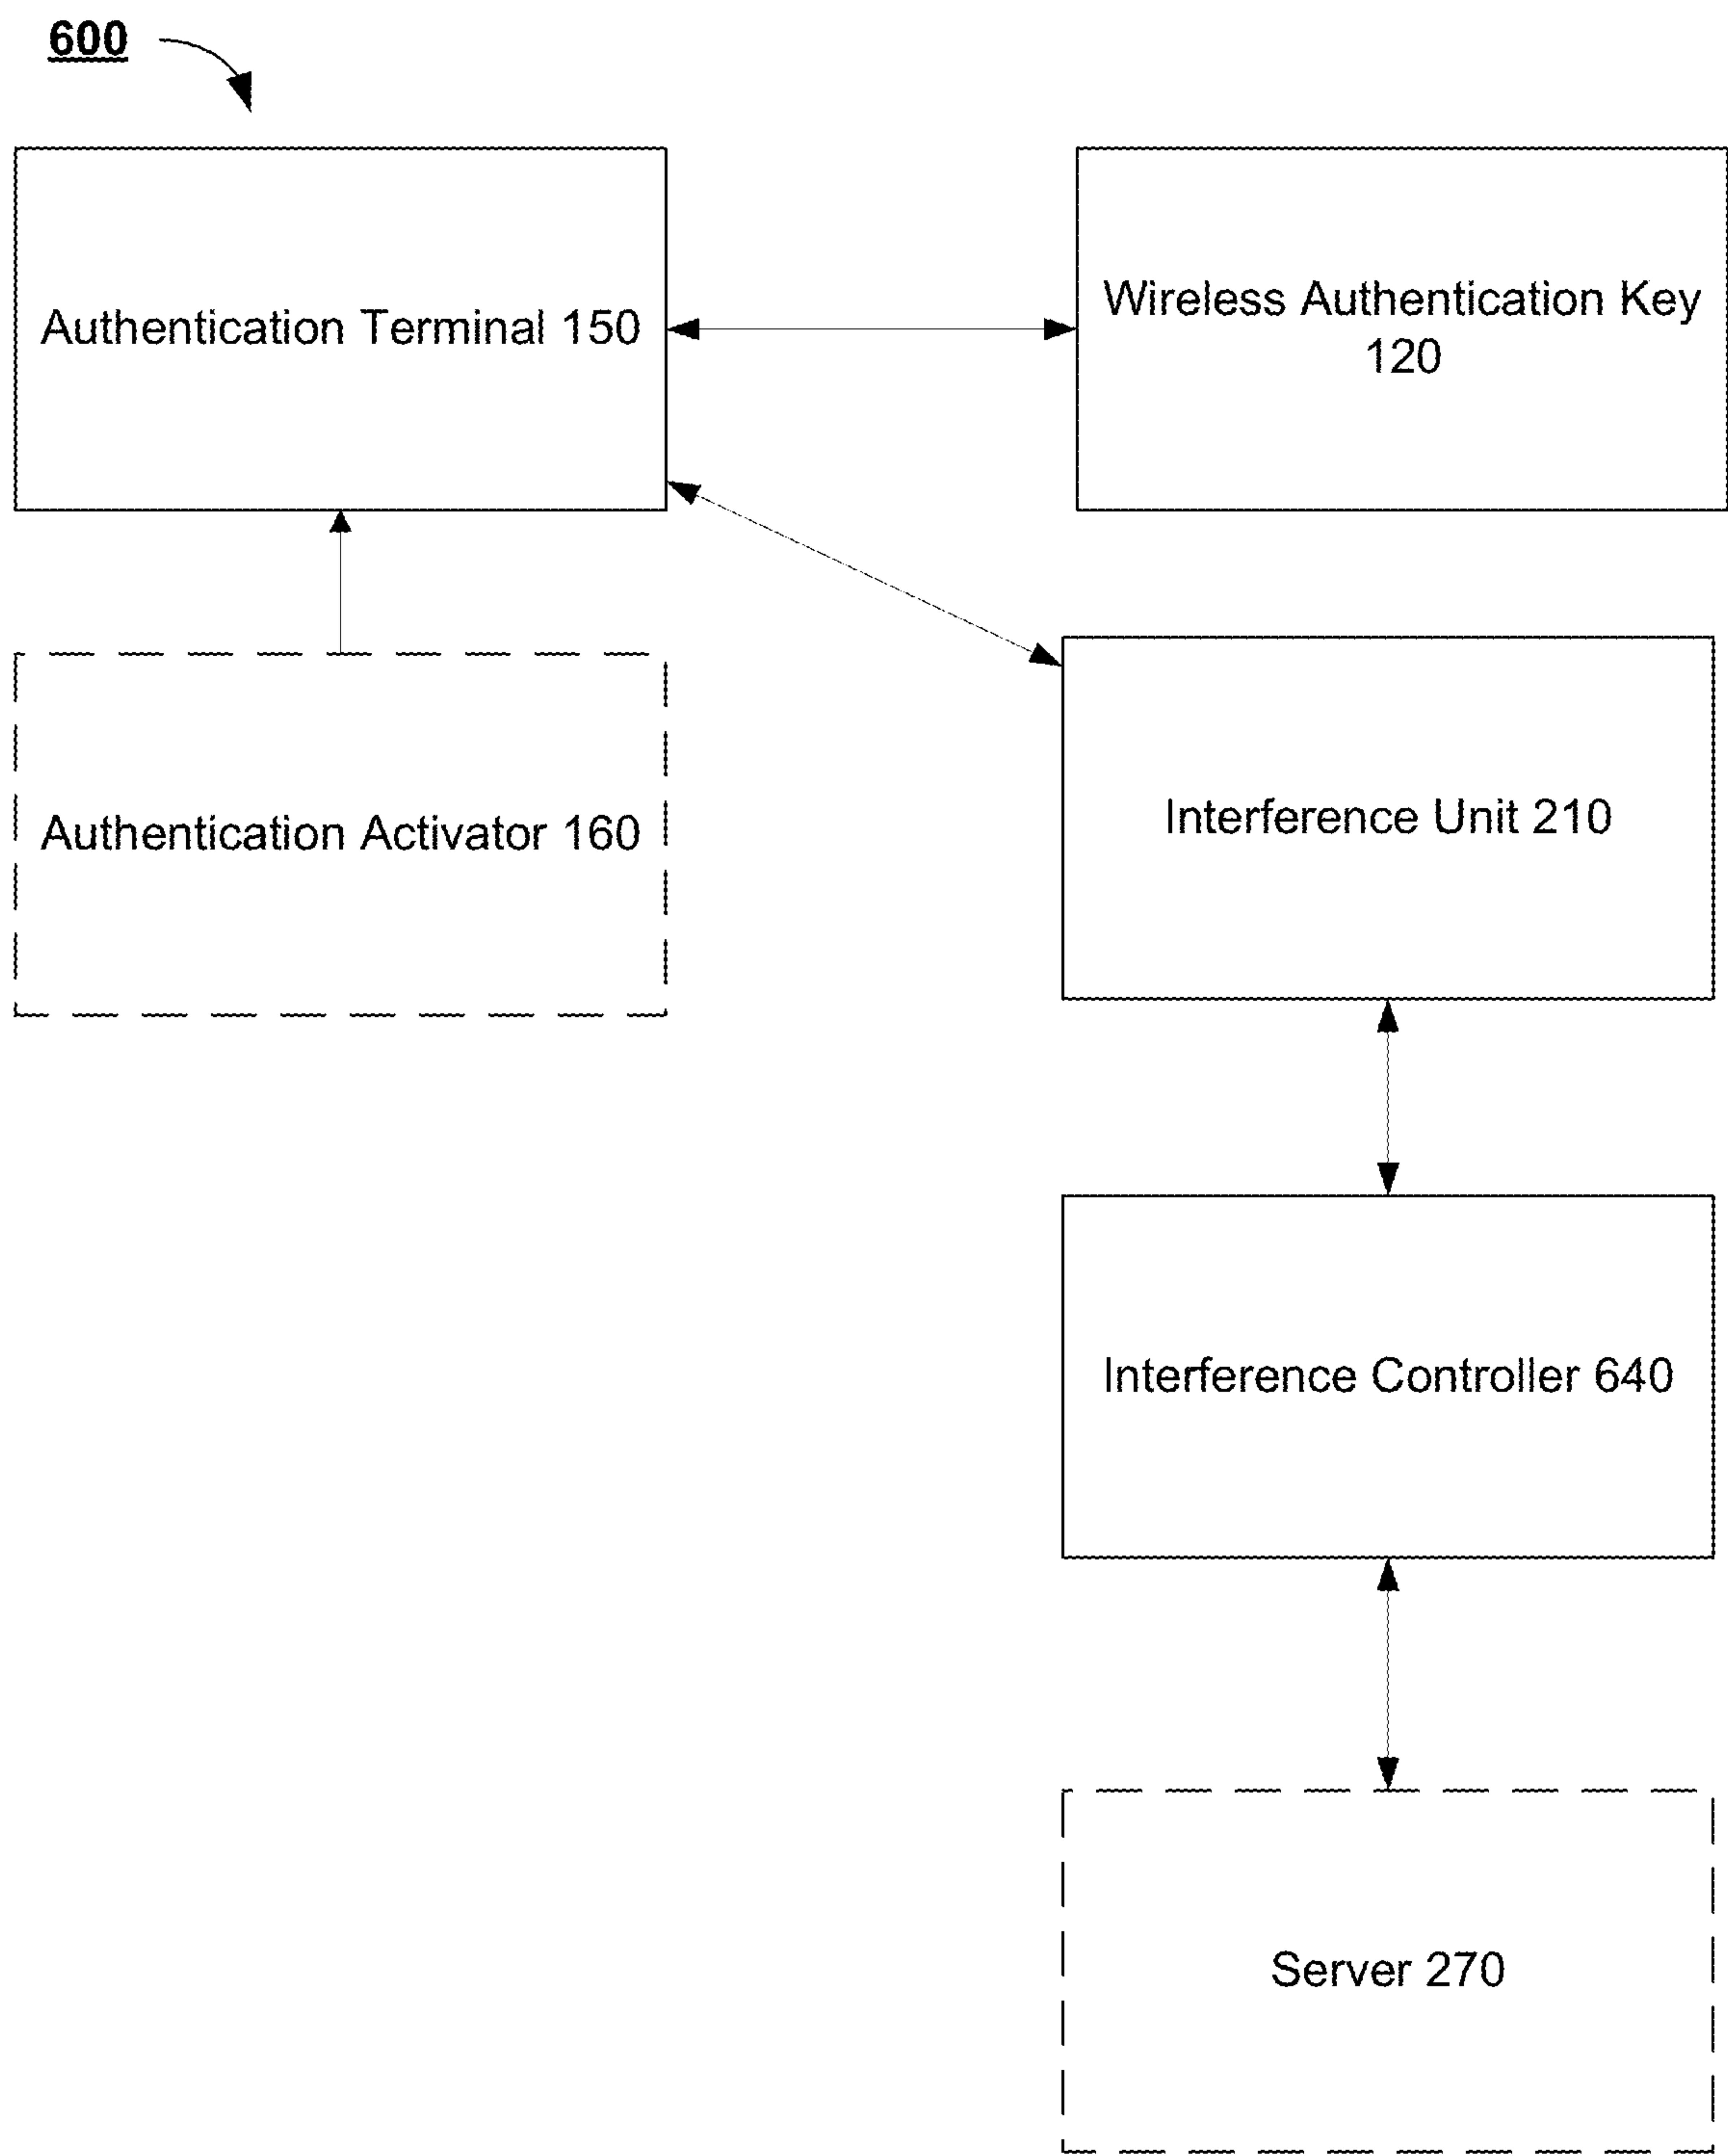 600
Authentication Terminal 150
Wireless Authentication Key
120
Authentication Activator 160
Interference Unit 210
Interference Controller 640
Server 270